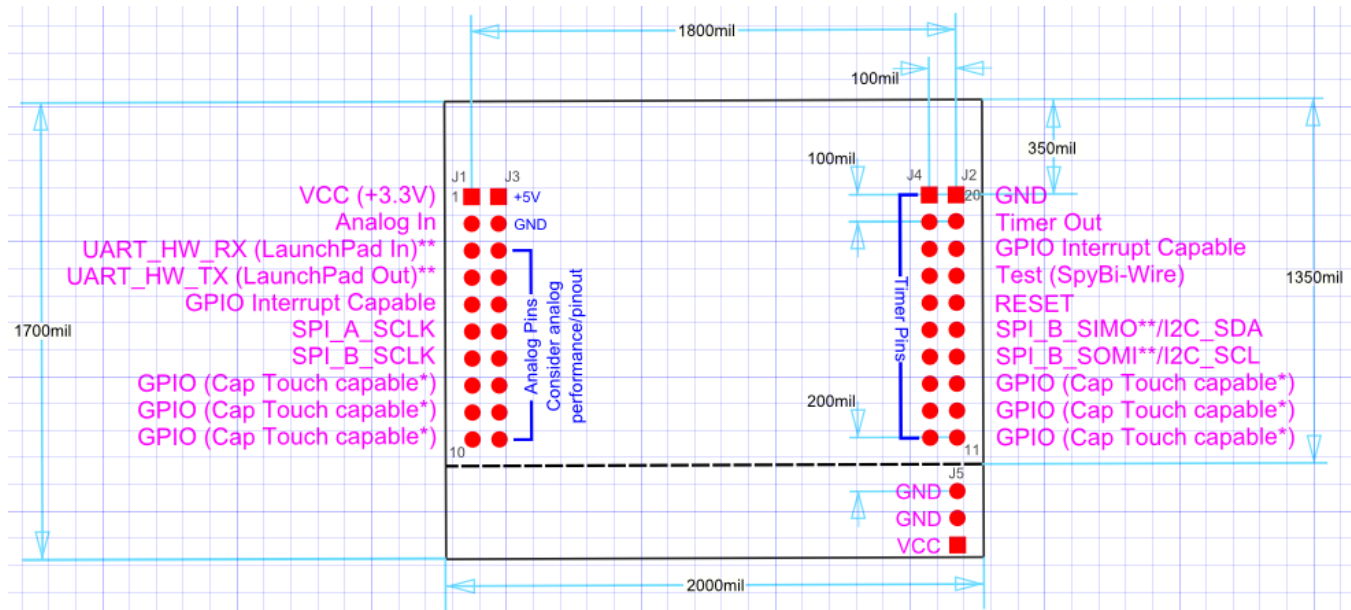 1800mil
100mil
350mil
100mil
J1
J3
J4
J2
VCC (+3.3V)
1
+5V
20
GND
Analog In
GND
Timer Out
UART_HW_RX (LaunchPad In)**
GPIO Interrupt Capable
UART_HW_TX (LaunchPad Out)**
Test (SpyBi-Wire)
GPIO Interrupt Capable
RESET
SPI_A_SCLK
SPI_B_SIMO**/I2C_SDA
SPI_B_SCLK
SPI_B_SOMI**/I2C_SCL
GPIO (Cap Touch capable*)
GPIO (Cap Touch capable*)
GPIO (Cap Touch capable*)
GPIO (Cap Touch capable*)
GPIO (Cap Touch capable*)
GPIO (Cap Touch capable*)
Analog Pins
Consider analog
performance/pinout
Timer Pins
1700mil
1350mil
200mil
10
11
J5
GND
GND
VCC
2000mil